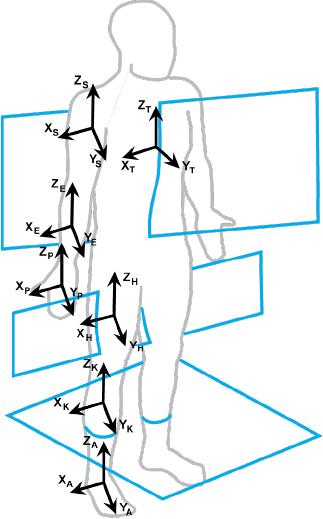 Z_S
X_S
Y_S
Z_T
X_T
Y_T
Z_E
X_E
Y_E
Z_P
X_P
Y_P
Z_H
X_H
Y_H
Z_K
X_K
Y_K
Z_A
X_A
Y_A